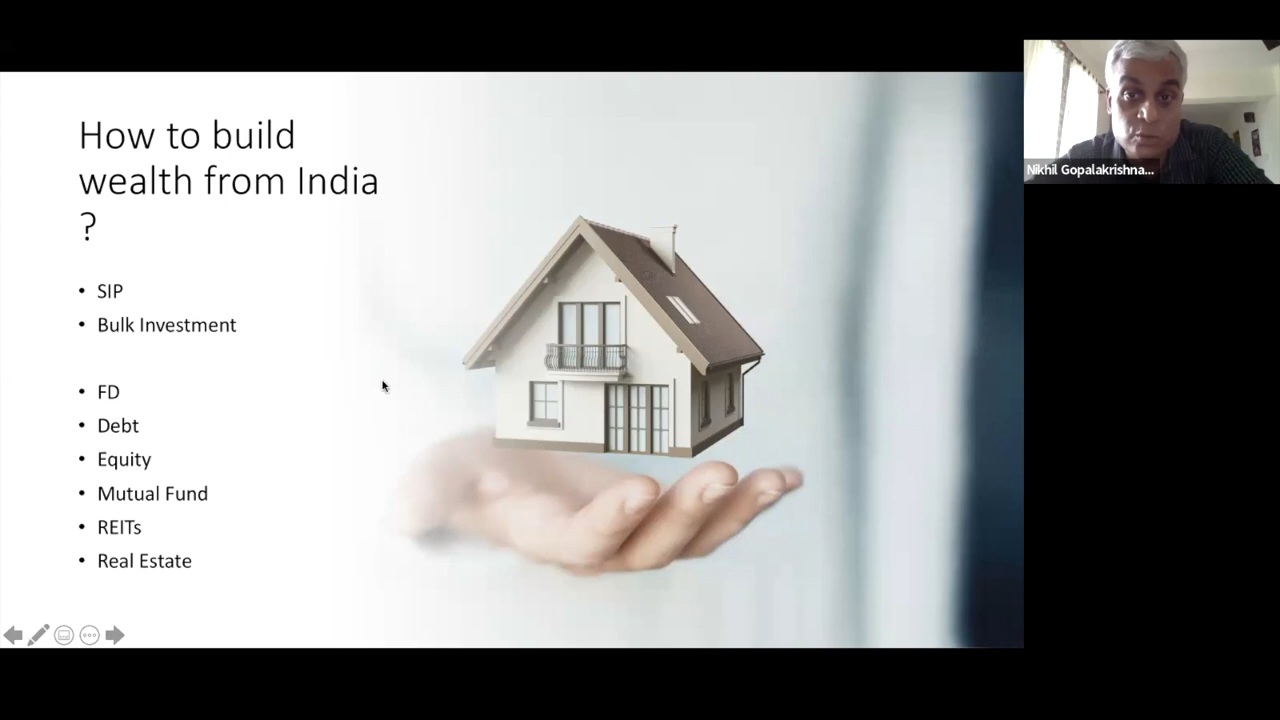 How to build
wealth from India
?
• SIP
• Bulk Investment
• FD
• Debt
• Equity
• Mutual Fund
• REITs
• Real Estate
Nikhil Gopalakrishna...